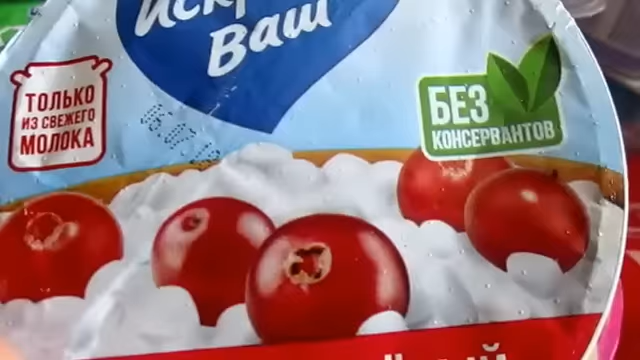 Ваш
ТОЛЬКО
ИЗ СВЕЖЕГО
МОЛОКА
БЕЗ
КОНСЕРВАНТОВ